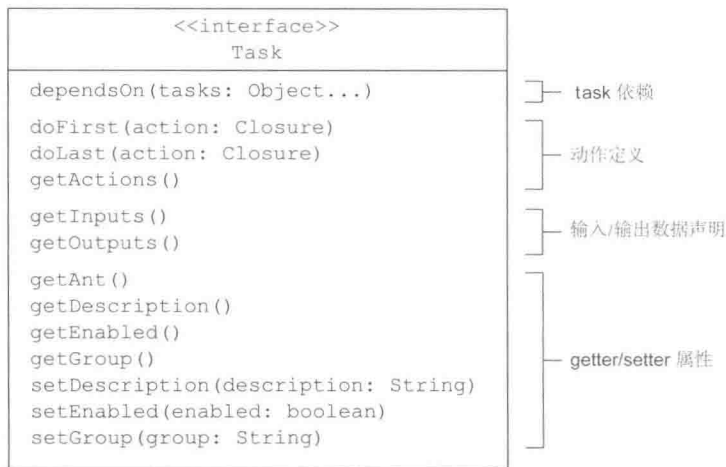 <<interface>>
Task
dependsOn(tasks: Object...)
task 依赖
doFirst(action: Closure)
doLast(action: Closure)
getActions()
动作定义
getInputs()
getOutputs()
输入/输出数据声明
getAnt()
getDescription()
getEnabled()
getGroup()
setDescription(description: String)
setEnabled(enabled: boolean)
setGroup(group: String)
getter/setter 属性